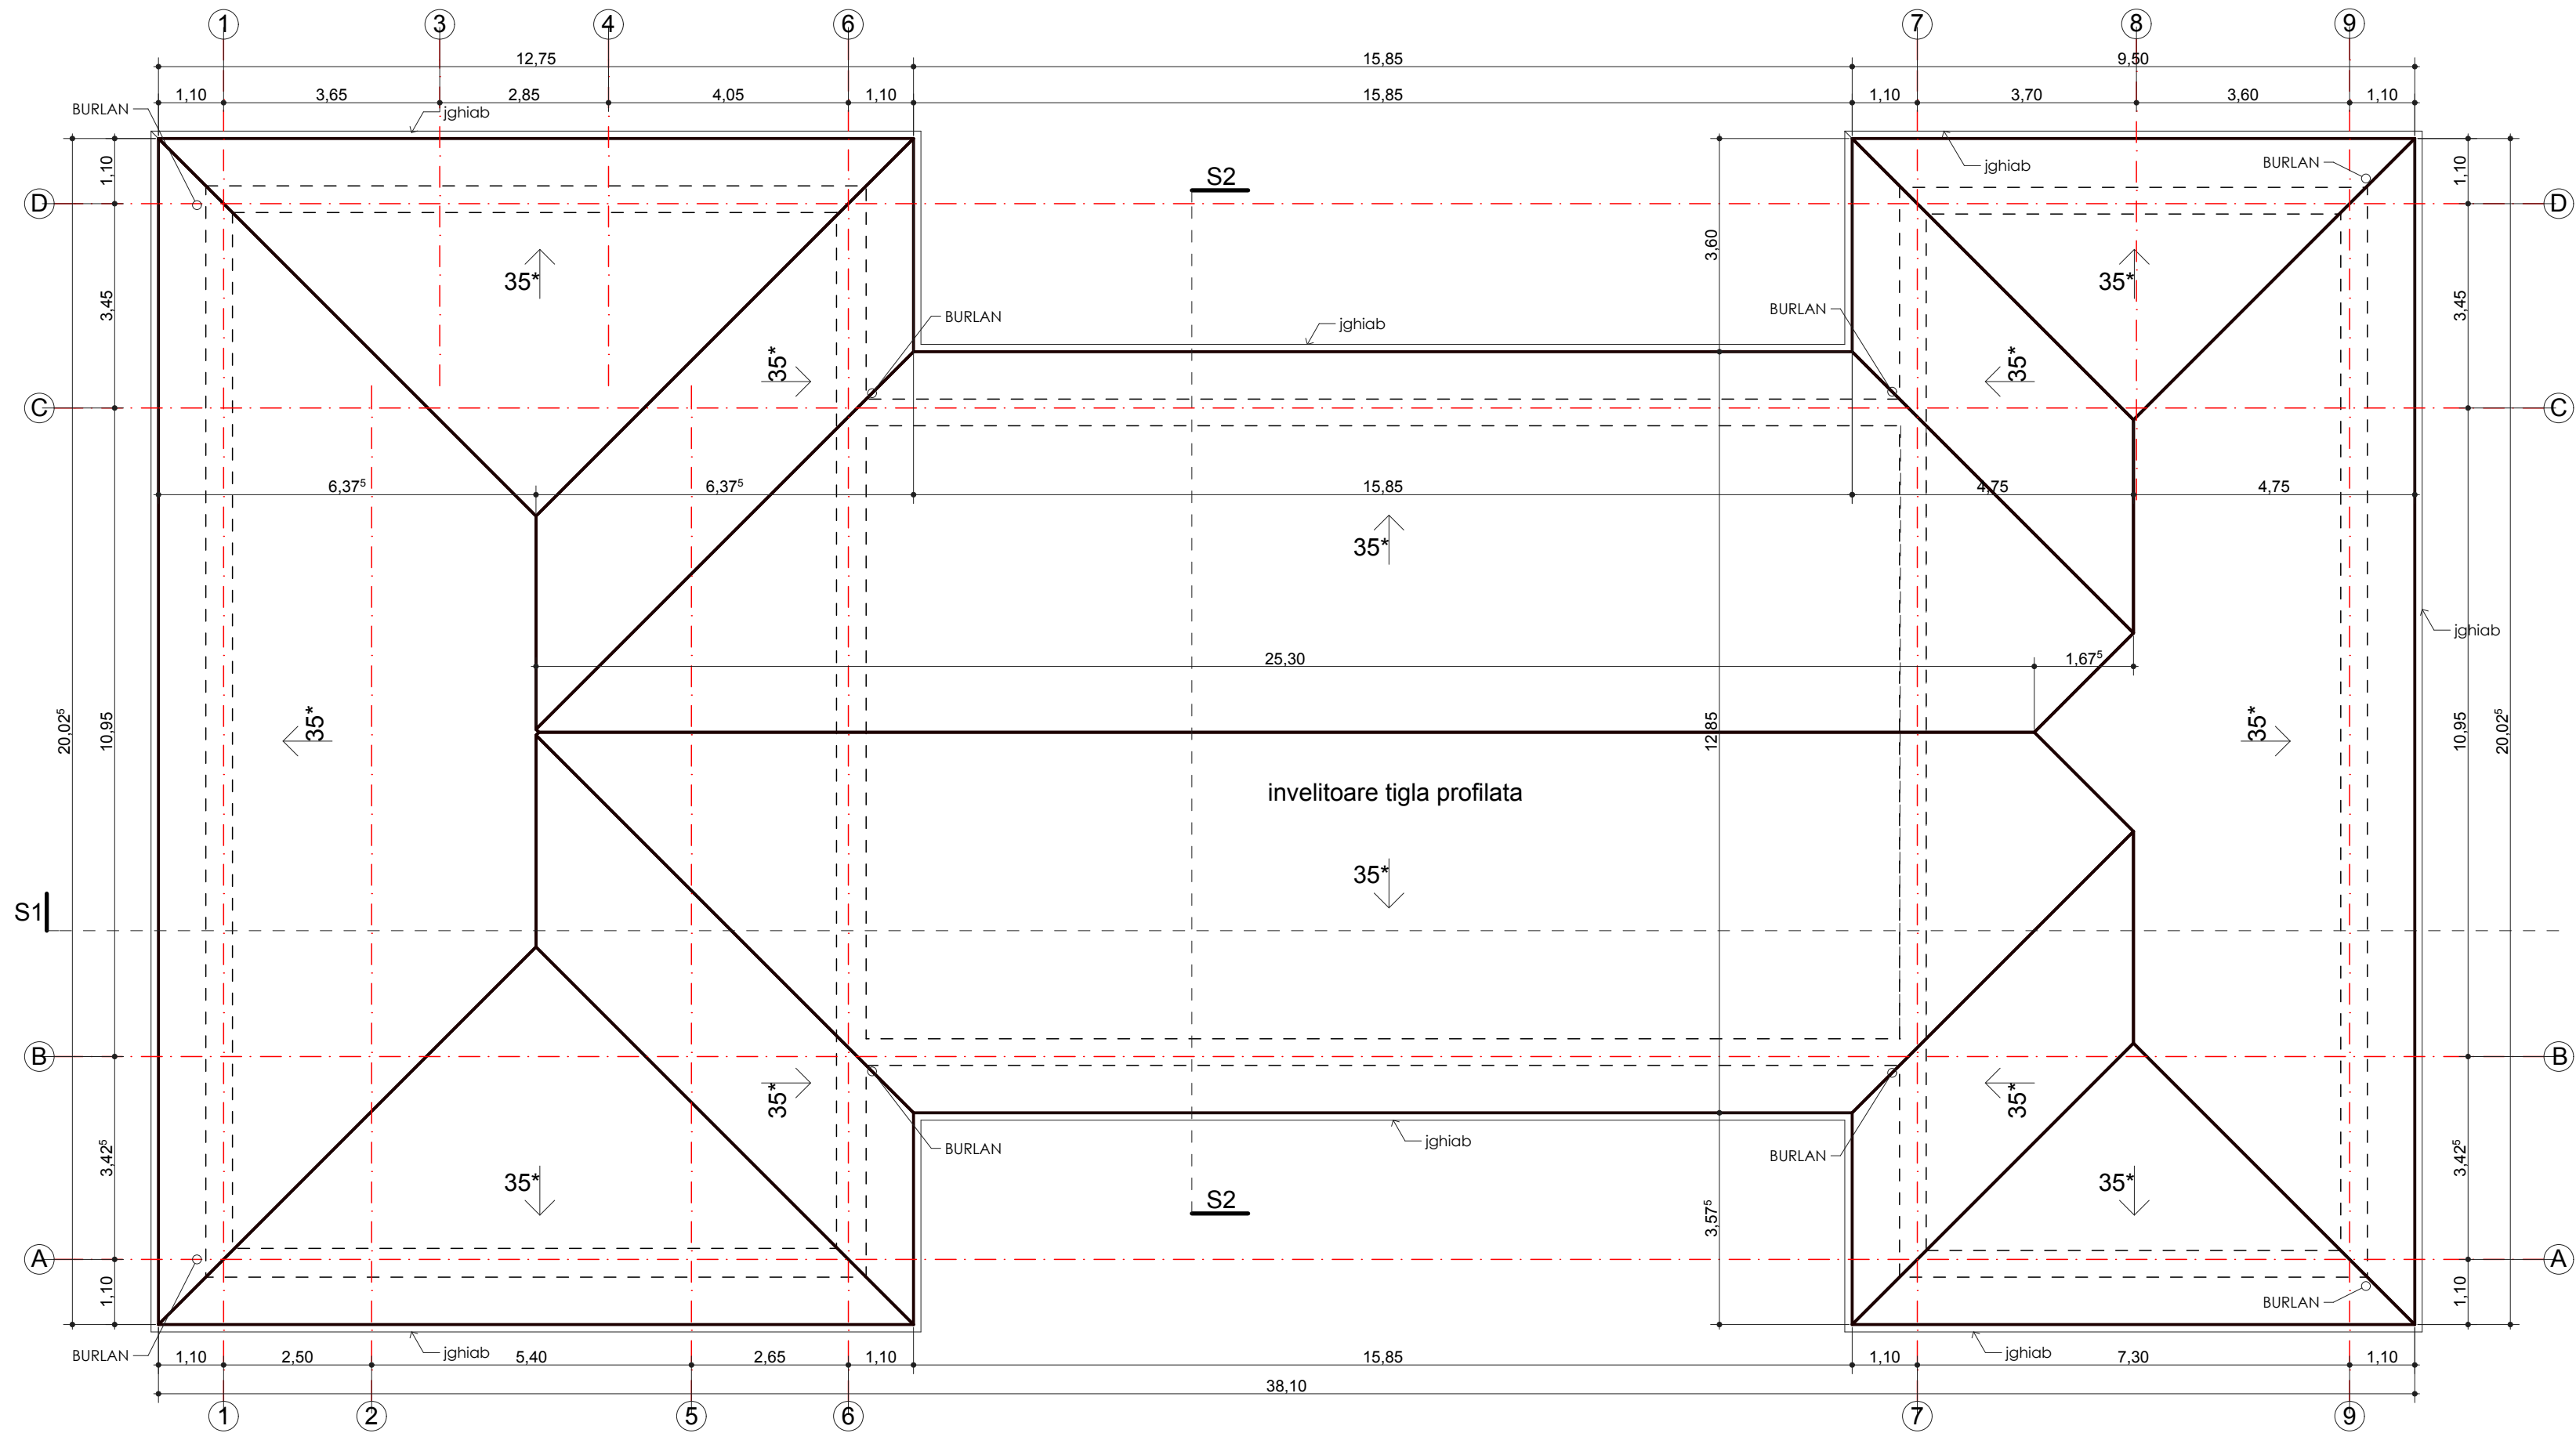 1 3 4 6 7 8 9
12,75 15,85 9,50
1,10 3,65 2,85 4,05 1,10 15,85 1,10 3,70 3,60 1,10
BURLAN
jghiab
jghiab
BURLAN
1,10
1,10
S2
D
D
3,60
35*
35*
3,45
3,45
BURLAN
BURLAN
jghiab
35*
35*
C
C
6,37⁵ 6,37⁵ 15,85 4,75 4,75
35*
jghiab
25,30 1,67⁵
20,02⁵
10,95
35*
12,85
35*
10,95
20,02⁵
invelitoare tigla profilata
35*
S1
B
B
35*
35*
BURLAN
jghiab
BURLAN
3,42⁵
3,42⁵
35*
35*
S2
3,57⁵
A
A
1,10
1,10
BURLAN
BURLAN
jghiab
jghiab
1,10 2,50 5,40 2,65 1,10 15,85 1,10 7,30 1,10
38,10
1 2 5 6 7 9